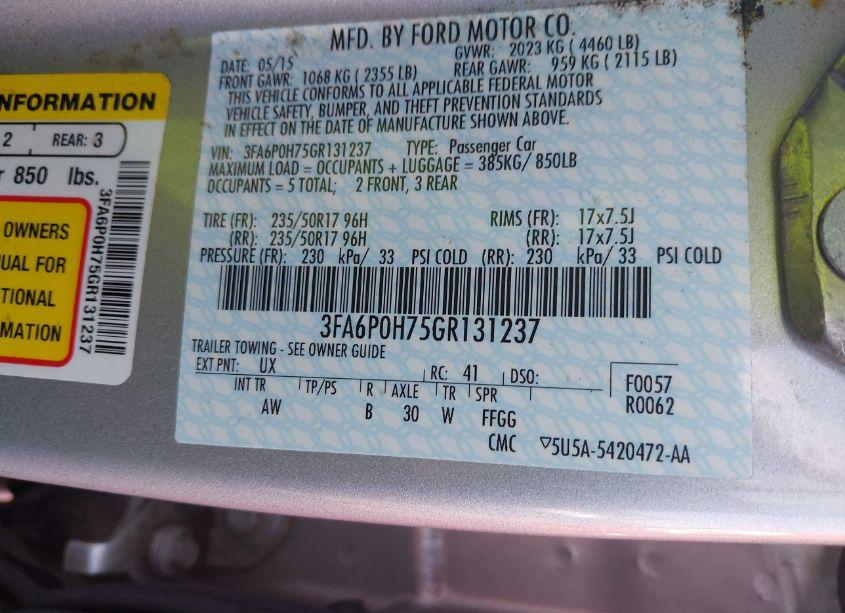 NFORMATION
2 REAR: 3
850 lbs.
OWNERS
UAL FOR
TIONAL
RMATION
3FA6P0H75GR131237
MFD. BY FORD MOTOR CO.
DATE: 05/15 GVWR: 2023 KG ( 4460 LB)
FRONT GAWR: 1068 KG ( 2355 LB) REAR GAWR: 959 KG ( 2115 LB)
THIS VEHICLE CONFORMS TO ALL APPLICABLE FEDERAL MOTOR
VEHICLE SAFETY, BUMPER, AND THEFT PREVENTION STANDARDS
IN EFFECT ON THE DATE OF MANUFACTURE SHOWN ABOVE.
VIN: 3FA6P0H75GR131237 TYPE: Passenger Car
MAXIMUM LOAD = OCCUPANTS + LUGGAGE = 385KG/ 850LB
OCCUPANTS = 5 TOTAL; 2 FRONT, 3 REAR
TIRE (FR): 235/50R17 96H RIMS (FR): 17x7.5J
(RR): 235/50R17 96H (RR): 17x7.5J
PRESSURE (FR): 230 kPa/ 33 PSI COLD (RR): 230 kPa/ 33 PSI COLD
3FA6P0H75GR131237
TRAILER TOWING - SEE OWNER GUIDE
EXT PNT: UX RC: 41 DSO: F0057
INT TR TP/PS R AXLE TR SPR R0062
AW B 30 W FFGG
CMC ▽5U5A-5420472-AA